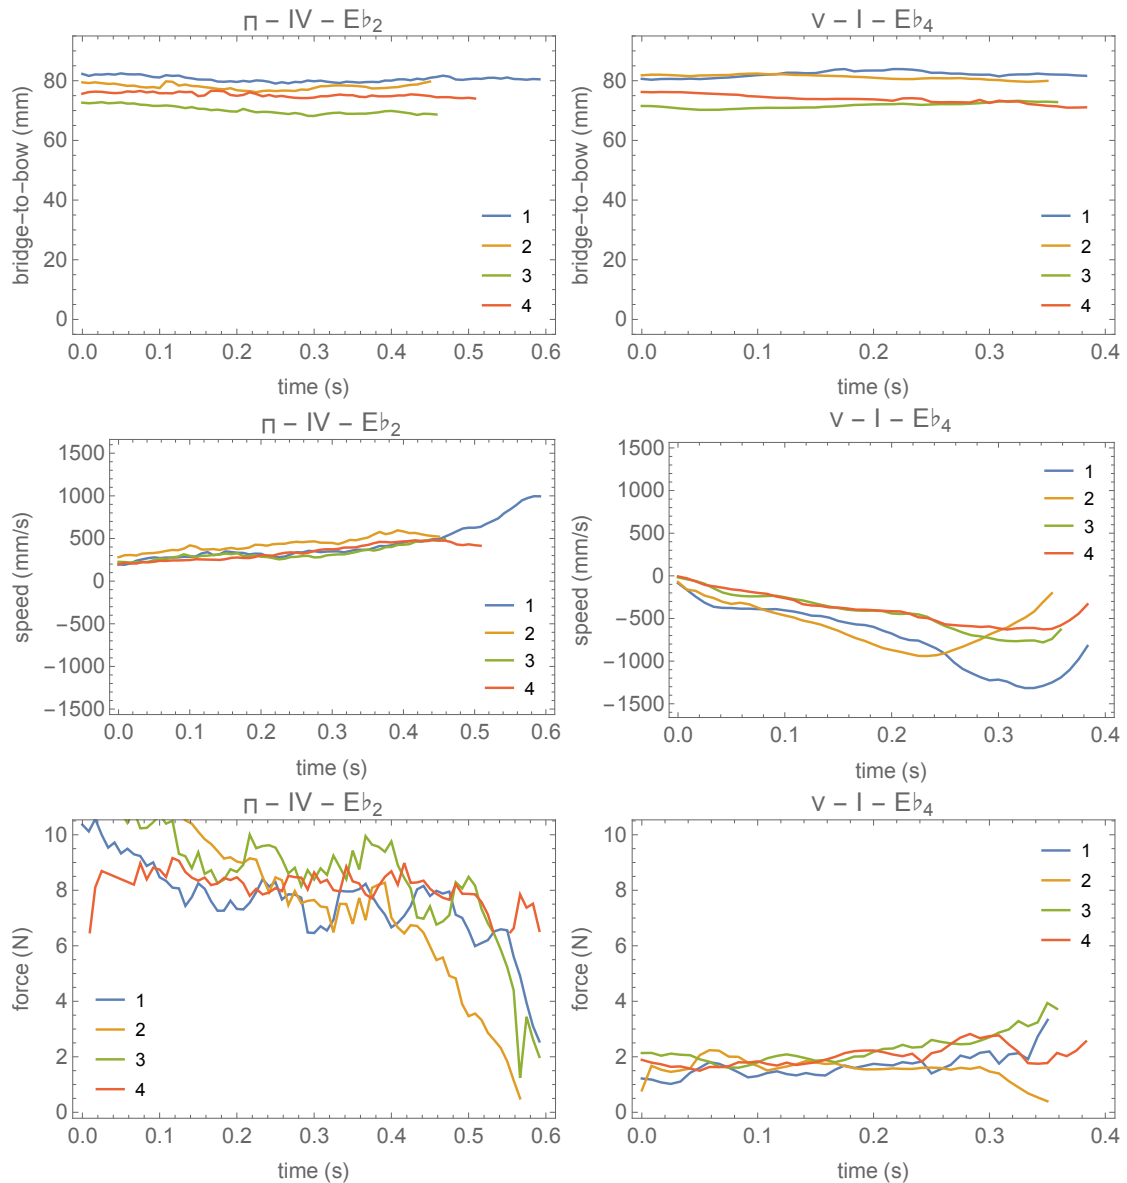 п – IV – E♭₂
bridge-to-bow (mm)
80
60
40
20
0
0.0 0.1 0.2 0.3 0.4 0.5 0.6
time (s)
1
2
3
4
v – I – E♭₄
bridge-to-bow (mm)
80
60
40
20
0
0.0 0.1 0.2 0.3 0.4
time (s)
1
2
3
4
п – IV – E♭₂
speed (mm/s)
1500
1000
500
0
−500
−1000
−1500
0.0 0.1 0.2 0.3 0.4 0.5 0.6
time (s)
1
2
3
4
v – I – E♭₄
speed (mm/s)
1500
1000
500
0
−500
−1000
−1500
0.0 0.1 0.2 0.3 0.4
time (s)
1
2
3
4
п – IV – E♭₂
force (N)
10
8
6
4
2
0
0.0 0.1 0.2 0.3 0.4 0.5 0.6
time (s)
1
2
3
4
v – I – E♭₄
force (N)
10
8
6
4
2
0
0.0 0.1 0.2 0.3 0.4
time (s)
1
2
3
4